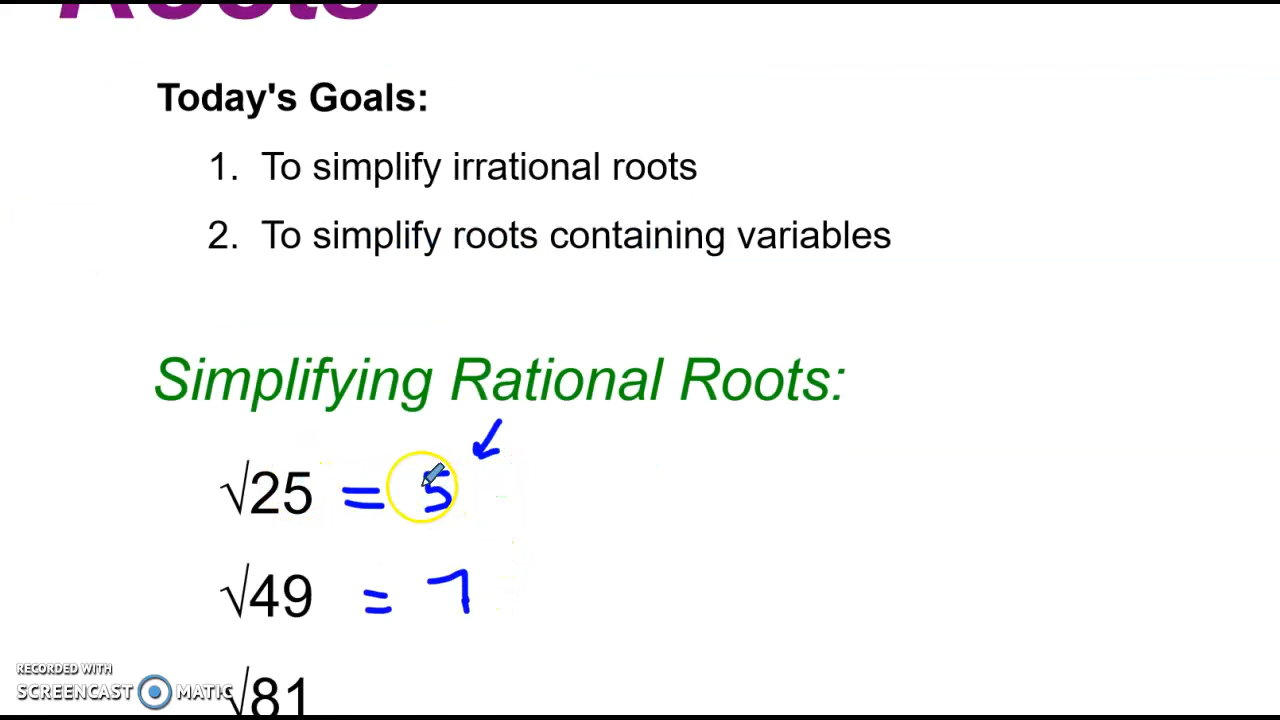 Roots
Today's Goals:
1. To simplify irrational roots
2. To simplify roots containing variables
Simplifying Rational Roots:
√25 = 5
√49 = 7
√81
RECORDED WITH
SCREENCAST MATIC